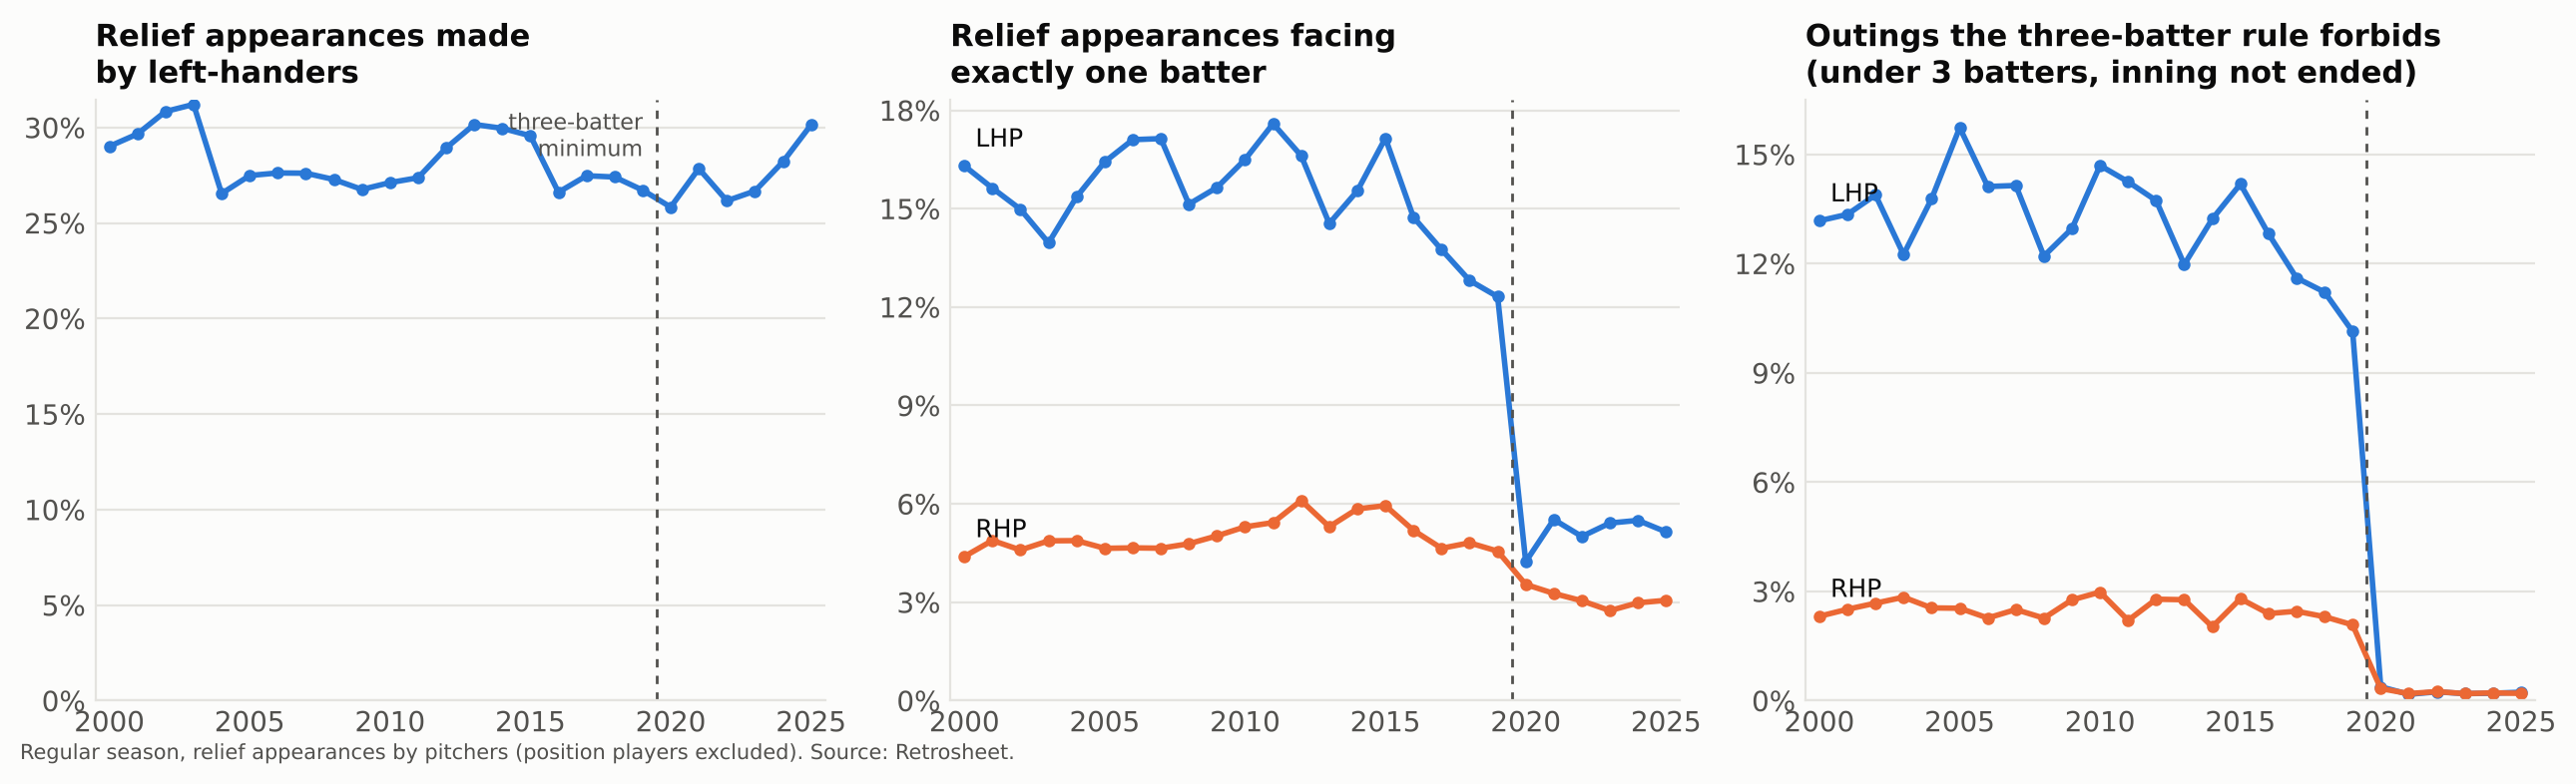 Relief appearances made
by left-handers
30%
25%
20%
15%
10%
5%
0%
three-batter
minimum
2000 2005 2010 2015 2020 2025
Relief appearances facing
exactly one batter
18%
15%
12%
9%
6%
3%
0%
LHP
RHP
2000 2005 2010 2015 2020 2025
Outings the three-batter rule forbids
(under 3 batters, inning not ended)
15%
12%
9%
6%
3%
0%
LHP
RHP
2000 2005 2010 2015 2020 2025
Regular season, relief appearances by pitchers (position players excluded). Source: Retrosheet.